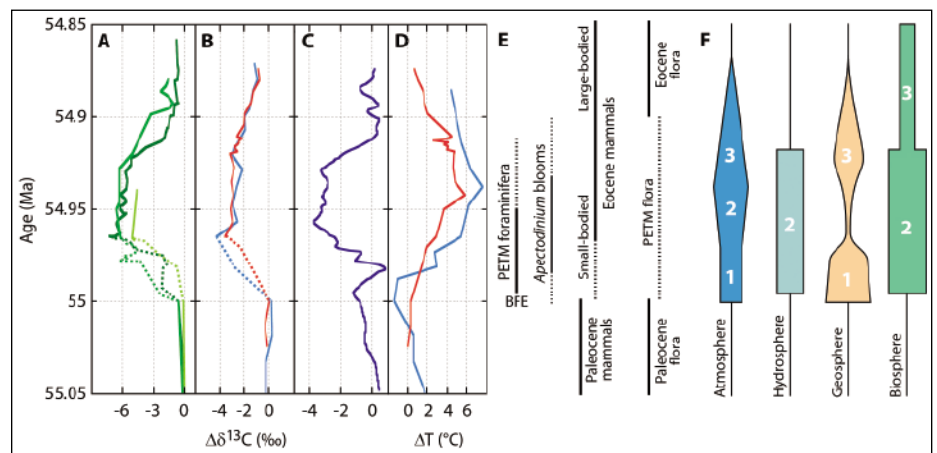 54.85
54.9
54.95
55
55.05
Age (Ma)
A
B
C
D
E
F
-6 -3 0
-4 -2 0
-4 -2 0
0 2 4 6
Δδ¹³C (‰)
ΔT (°C)
PETM foraminifera
BFE
Apectodinium blooms
Large-bodied
Small-bodied
Eocene mammals
Paleocene mammals
Eocene flora
PETM flora
Paleocene flora
3
2
1
Atmosphere
2
Hydrosphere
3
1
Geosphere
3
2
Biosphere